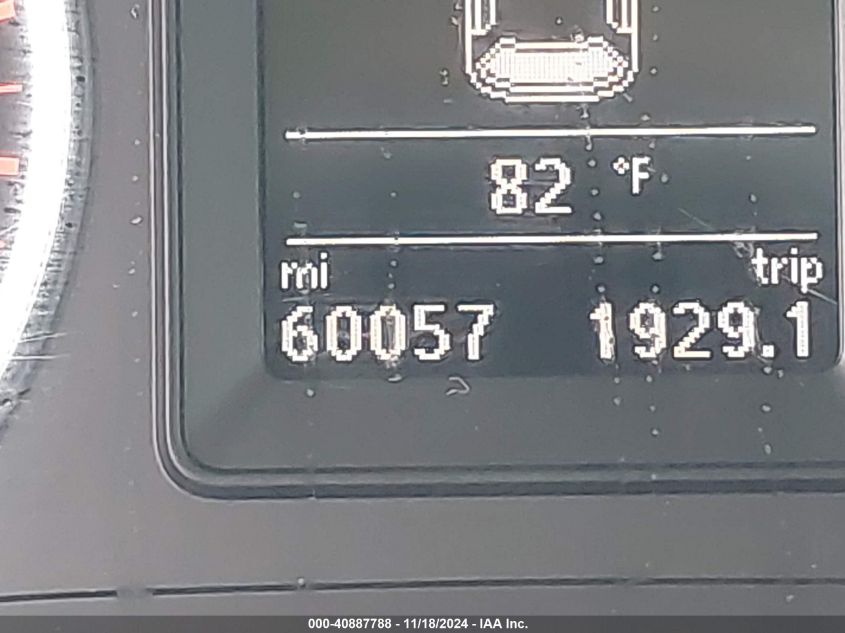 82 °F
mi trip
60057 1929.1
000-40887788 - 11/18/2024 - IAA Inc.